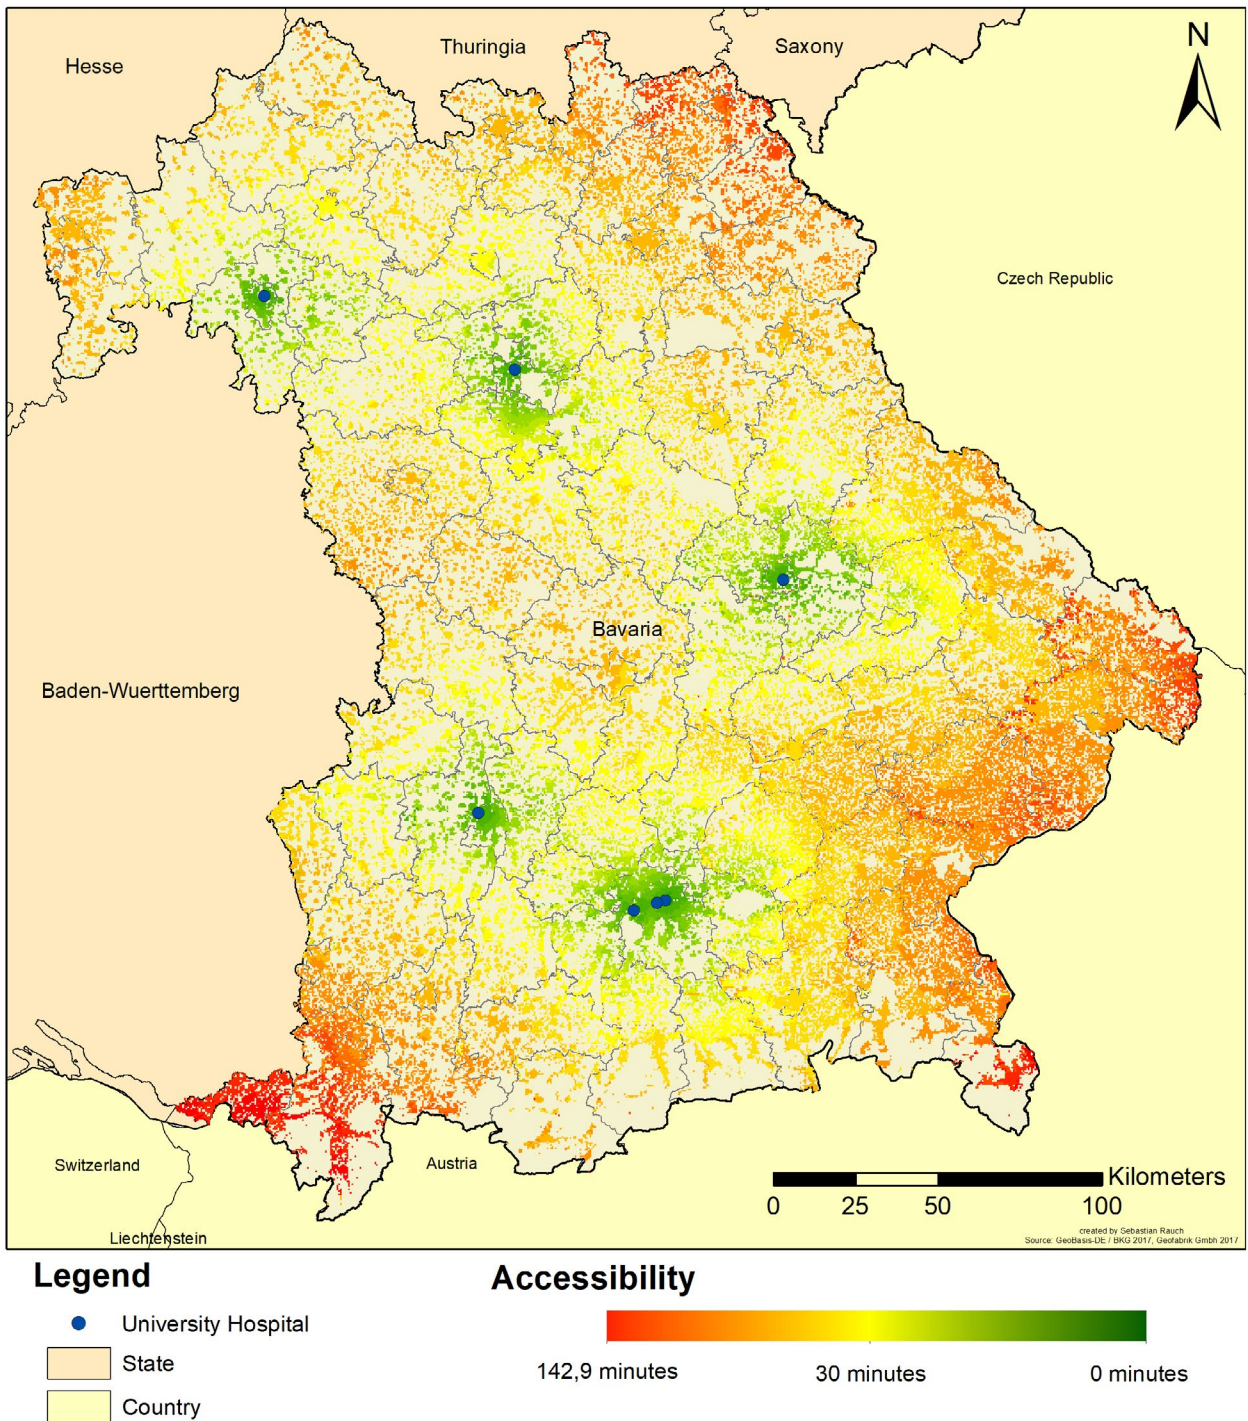 Thuringia
Saxony
Hesse
N
Czech Republic
Bavaria
Baden-Wuerttemberg
Switzerland
Austria
Liechtenstein
Kilometers
0 25 50 100
created by Sebastian Rauch
Source: GeoBasis-DE / BKG 2017, Geofabrik Gmbh 2017
Legend
University Hospital
State
Country
Accessibility
142,9 minutes 30 minutes 0 minutes